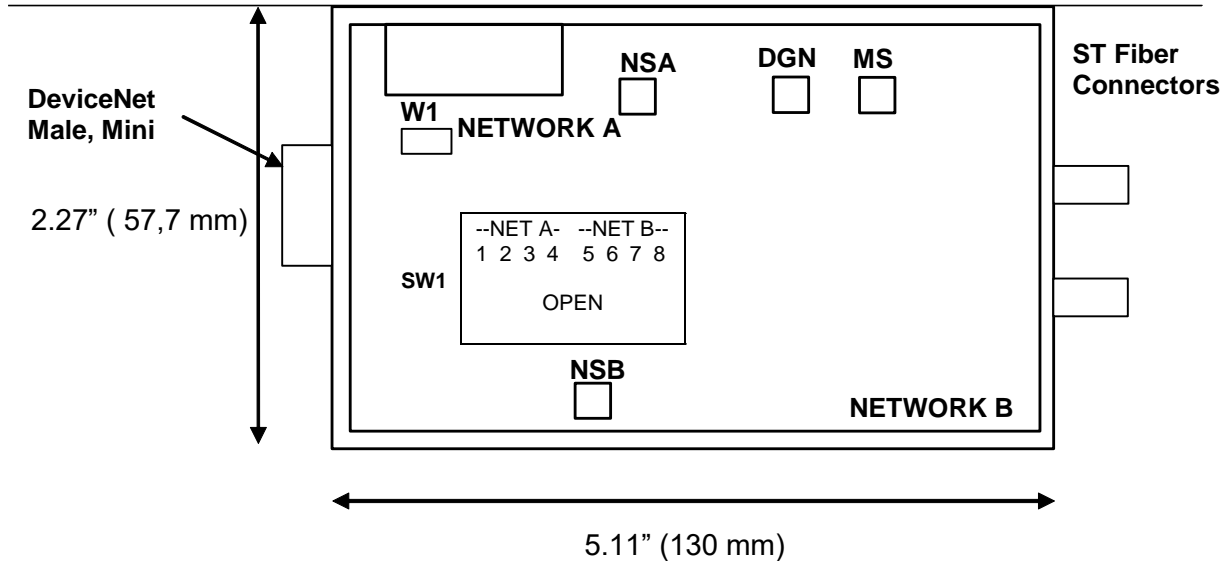 NSA
DGN
MS
ST Fiber
Connectors
DeviceNet
Male, Mini
W1
NETWORK A
2.27” ( 57,7 mm)
--NET A- --NET B--
1 2 3 4 5 6 7 8
SW1
OPEN
NSB
NETWORK B
5.11” (130 mm)